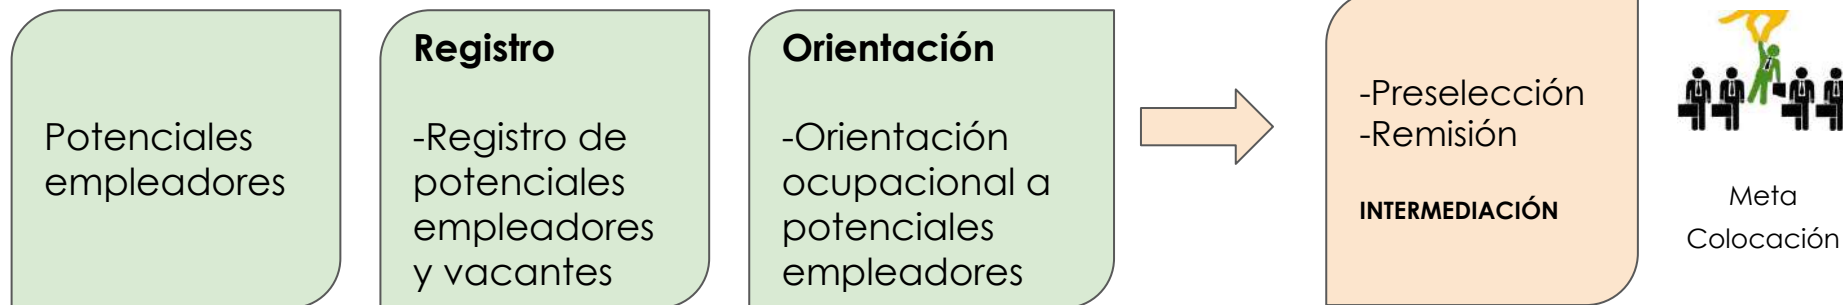 Potenciales
empleadores
Registro
-Registro de
potenciales
empleadores
y vacantes
Orientación
-Orientación
ocupacional a
potenciales
empleadores
-Preselección
-Remisión
INTERMEDIACIÓN
Meta
Colocación